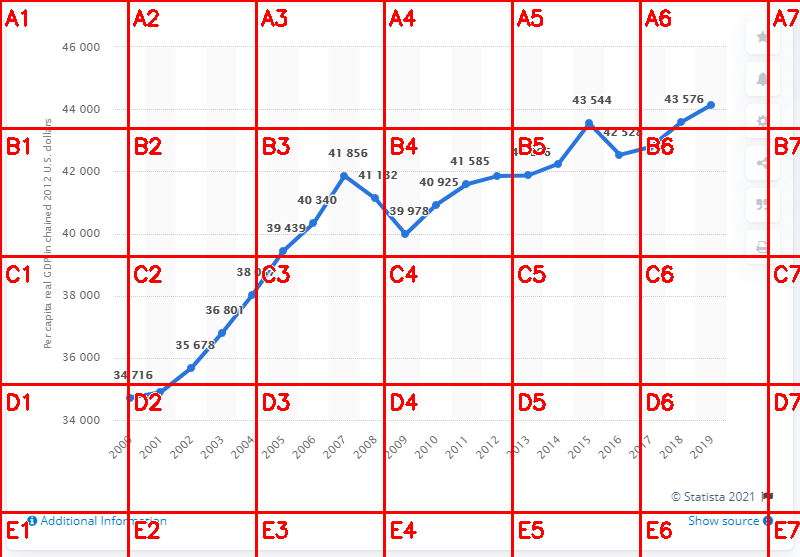 A1
A2
A3
A4
A5
A6
A7
46 000
44 000
43 544
43 576
B1
B2
B3
B4
B5
B6
B7
42 528
42 000
41 856
41 132
41 585
40 925
40 340
39 978
39 439
40 000
C1
C2
C3
C4
C5
C6
C7
38 000
36 801
35 678
36 000
34 716
D1
D2
D3
D4
D5
D6
D7
34 000
Per capita real GDP in chained 2012 U.S. dollars
2000
2001
2002
2003
2004
2005
2006
2007
2008
2009
2010
2011
2012
2013
2014
2015
2016
2017
2018
2019
© Statista 2021
E1
E2
E3
E4
E5
E6
E7
Additional Information
Show source